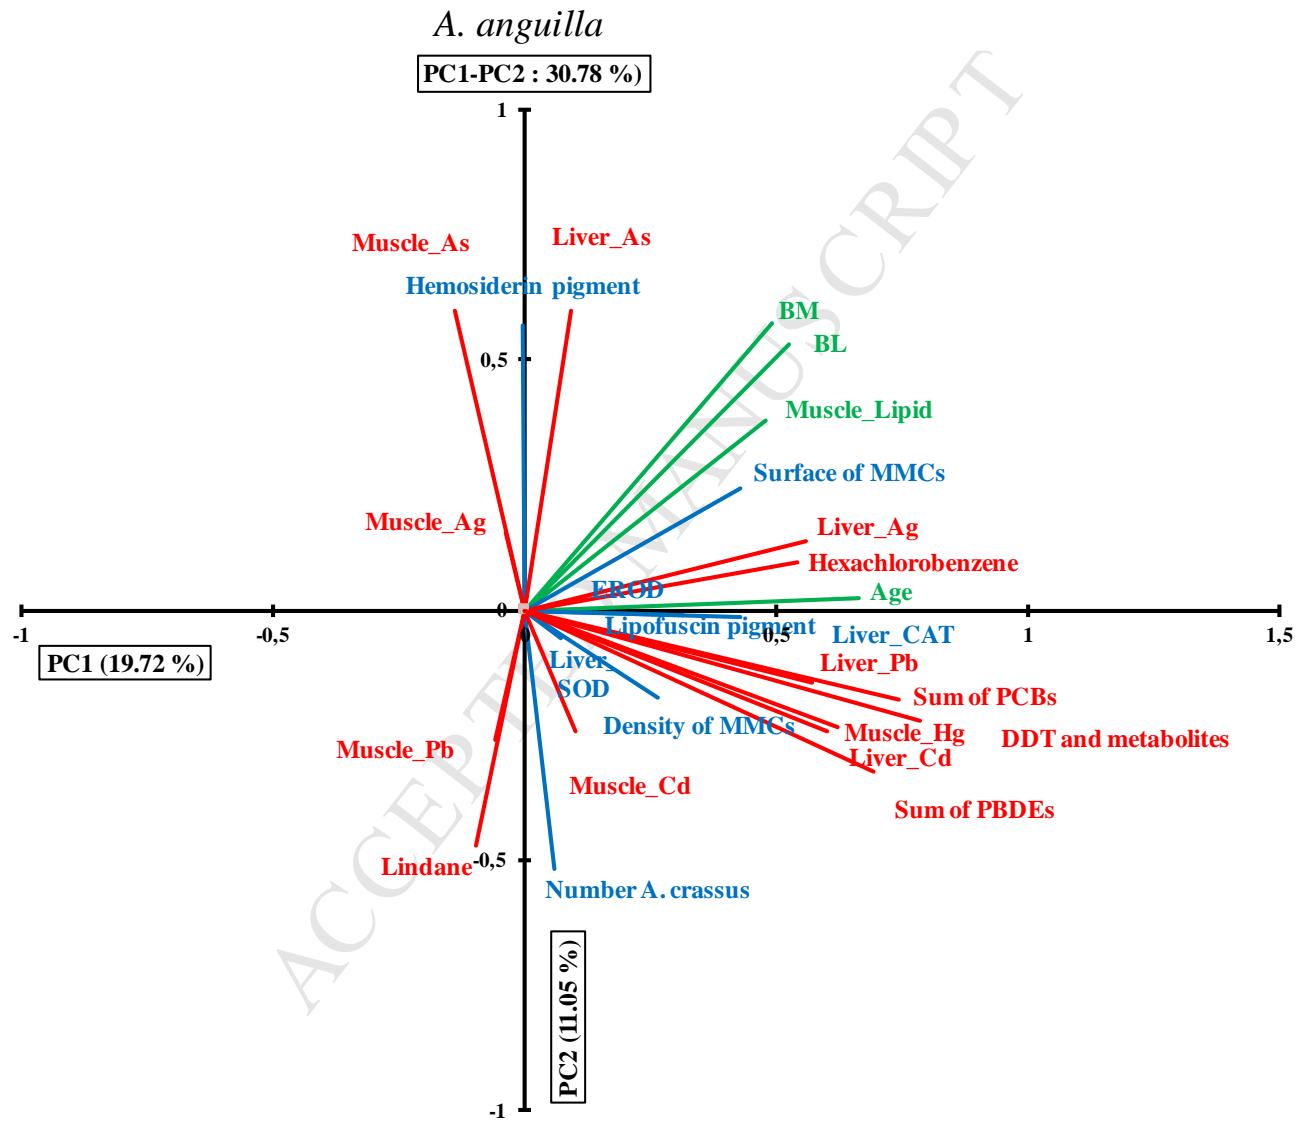 A. anguilla
PC1-PC2 : 30.78 %)
1
Muscle_As
Liver_As
Hemosiderin pigment
BM
BL
0,5
Muscle_Lipid
Surface of MMCs
Muscle_Ag
Liver_Ag
Hexachlorobenzene
EROD
Age
0
-1
-0,5
0
0,5
1
1,5
Lipofuscin pigment
Liver_CAT
PC1 (19.72 %)
Liver_
SOD
Liver_Pb
Sum of PCBs
Density of MMCs
Muscle_Hg
DDT and metabolites
Muscle_Pb
Liver_Cd
Muscle_Cd
Sum of PBDEs
Lindane
-0,5
Number A. crassus
PC2 (11.05 %)
-1
ACCEPTED MANUSCRIPT